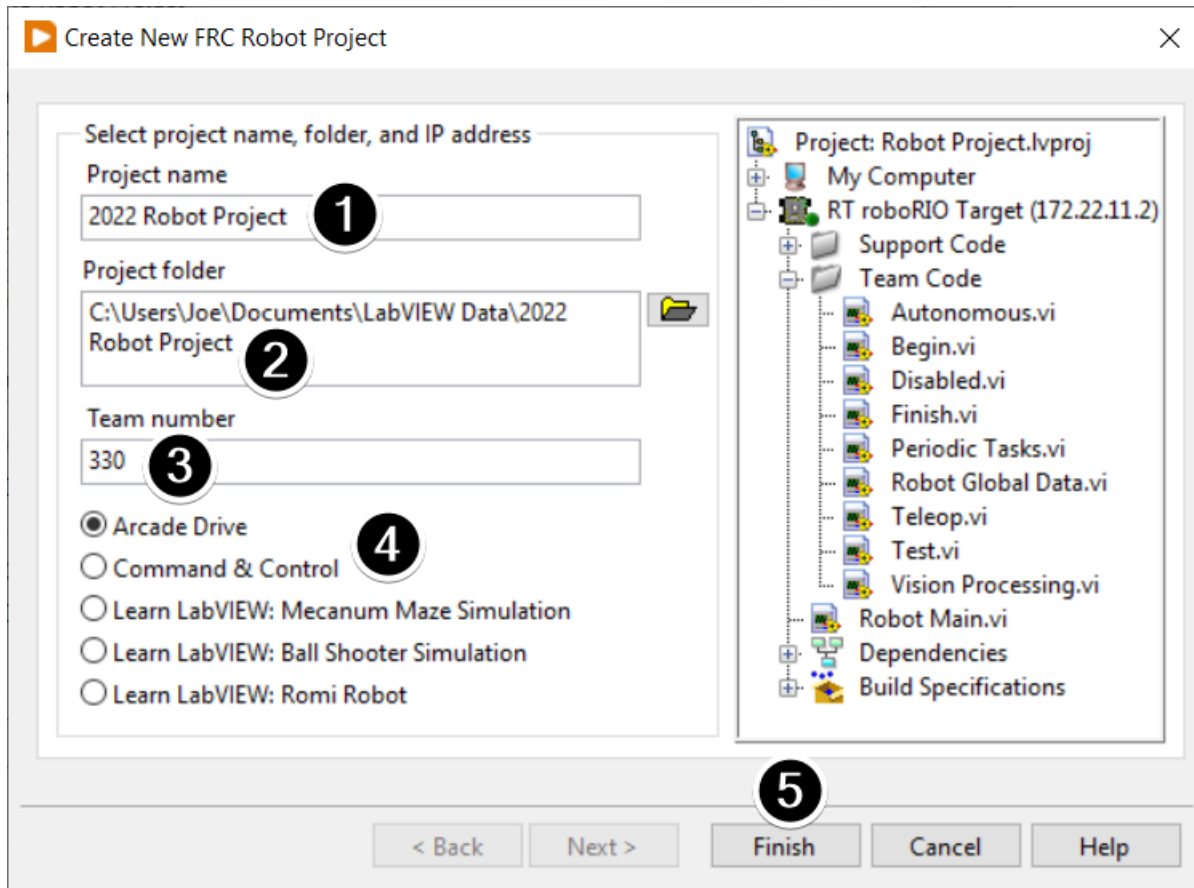 Create New FRC Robot Project
Select project name, folder, and IP address
Project name
2022 Robot Project
1
Project folder
C:\Users\Joe\Documents\LabVIEW Data\2022
Robot Project
2
Team number
330
3
Arcade Drive
4
Command & Control
Learn LabVIEW: Mecanum Maze Simulation
Learn LabVIEW: Ball Shooter Simulation
Learn LabVIEW: Romi Robot
Project: Robot Project.lvproj
My Computer
RT roboRIO Target (172.22.11.2)
Support Code
Team Code
Autonomous.vi
Begin.vi
Disabled.vi
Finish.vi
Periodic Tasks.vi
Robot Global Data.vi
Teleop.vi
Test.vi
Vision Processing.vi
Robot Main.vi
Dependencies
Build Specifications
5
< Back
Next >
Finish
Cancel
Help